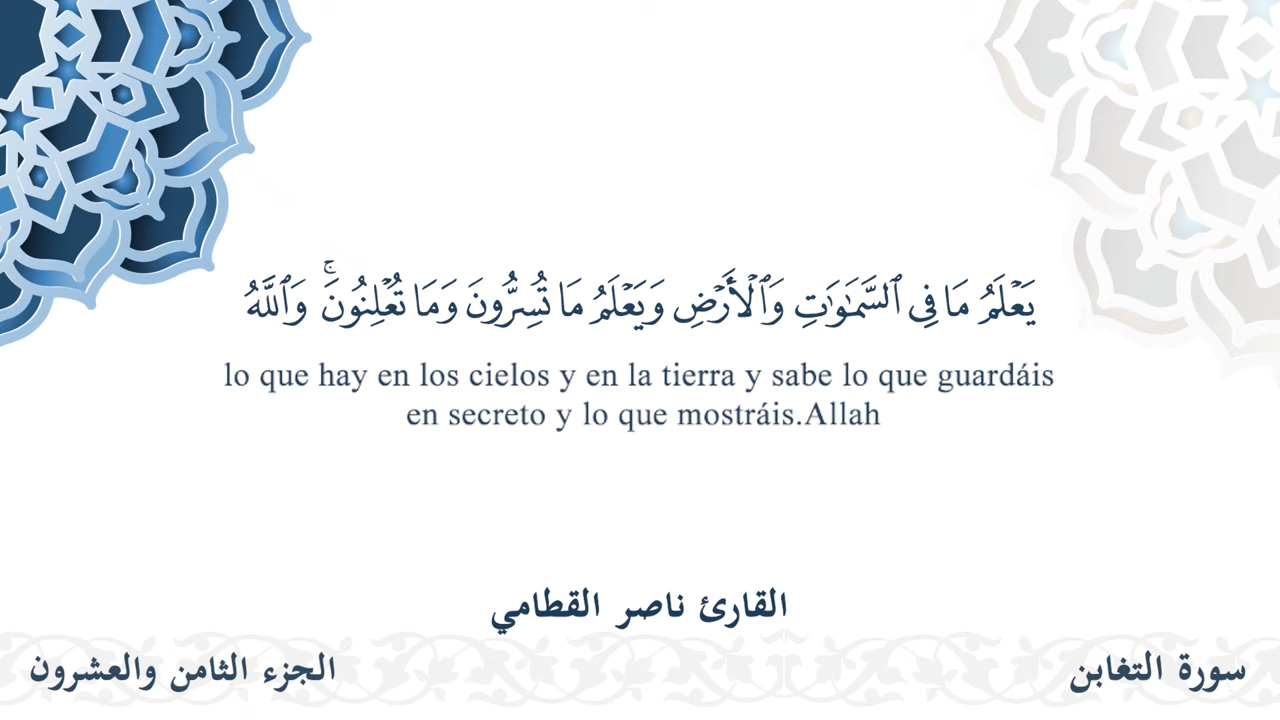 يَعْلَمُ مَا فِى ٱلسَّمَـٰوَٰتِ وَٱلْأَرْضِ وَيَعْلَمُ مَا تُسِرُّونَ وَمَا تُعْلِنُونَ ۚ وَٱللَّهُ
lo que hay en los cielos y en la tierra y sabe lo que guardáis
en secreto y lo que mostráis.Allah
القارئ ناصر القطامي
سورة التغابن
الجزء الثامن والعشرون